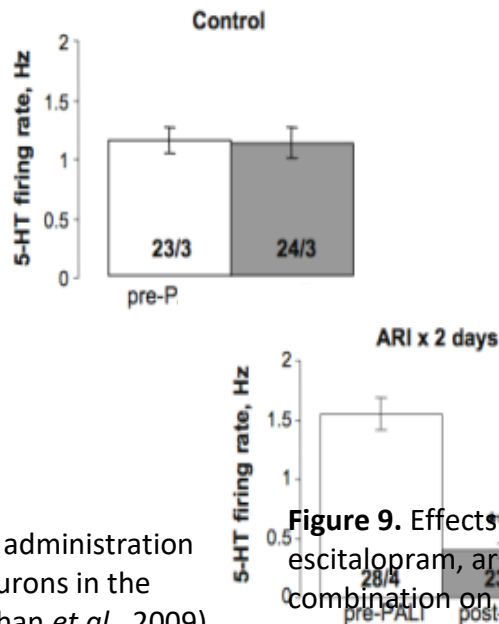 Control
5-HT firing rate, Hz
2
1.5
1
0.5
0
23/3
24/3
pre-P
ARI x 2 days
5-HT firing rate, Hz
2
1.5
1
0.5
28/4
pre-PALI
administration
urons in the
et al., 2009)
Figure 9. Effects
escitalopram, ar
combination on